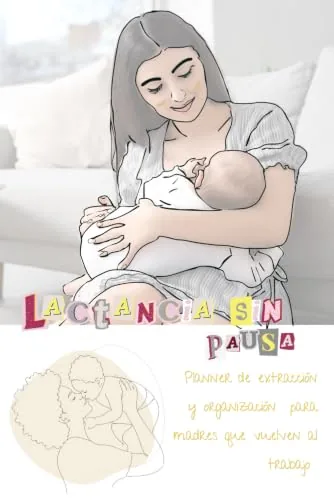 LactaNcia siN
paUsA
Planner de extracción
y organización para
madres que vuelven al
trabajo